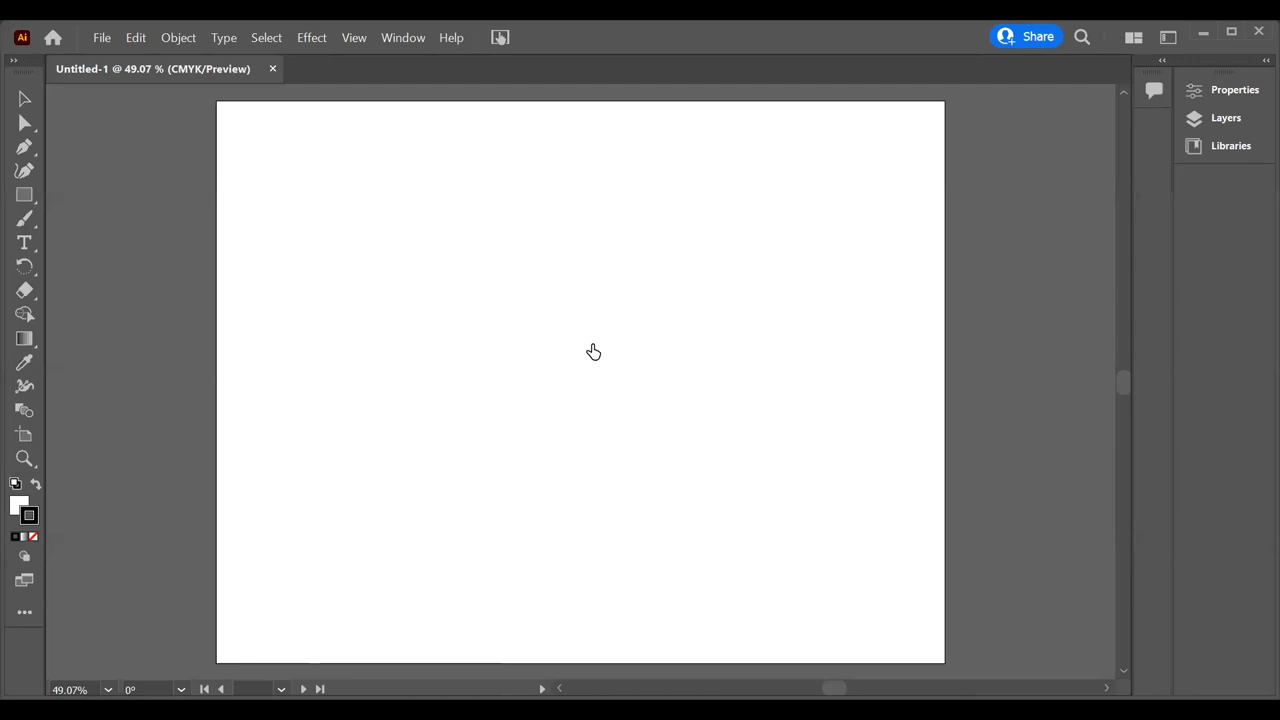 Ai File Edit Object Type Select Effect View Window Help Share
Untitled-1 @ 49.07 % (CMYK/Preview)
Properties
Layers
Libraries
T
49.07% 0°